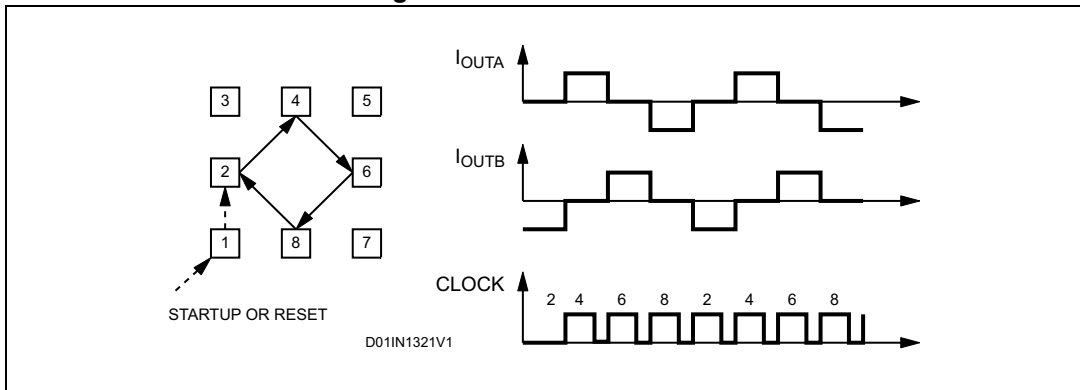 3 4 5
2 6
1 8 7
STARTUP OR RESET
D01IN1321V1
IOUTA
IOUTB
CLOCK
2 4 6 8 2 4 6 8